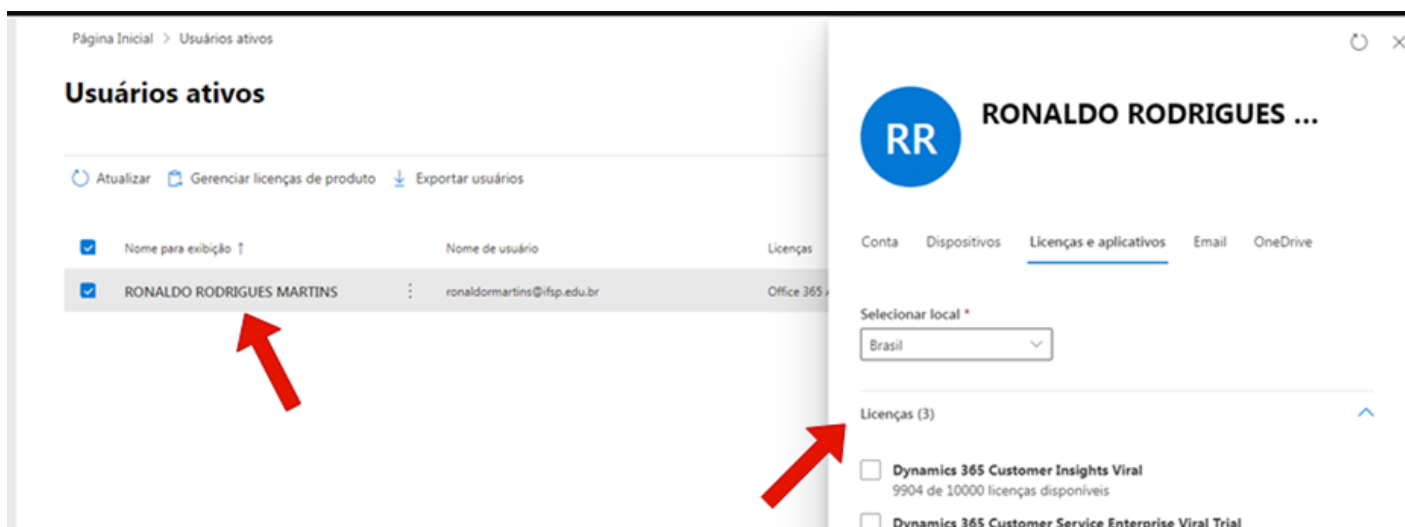 Página Inicial > Usuários ativos
Usuários ativos
Atualizar Gerenciar licenças de produto Exportar usuários
Nome para exibição ↑ Nome de usuário Licenças
RONALDO RODRIGUES MARTINS ronaldormartins@ifsp.edu.br Office 365
RR
RONALDO RODRIGUES ...
Conta Dispositivos Licenças e aplicativos Email OneDrive
Selecionar local *
Brasil
Licenças (3)
Dynamics 365 Customer Insights Viral
9904 de 10000 licenças disponíveis
Dynamics 365 Customer Service Enterprise Viral Trial